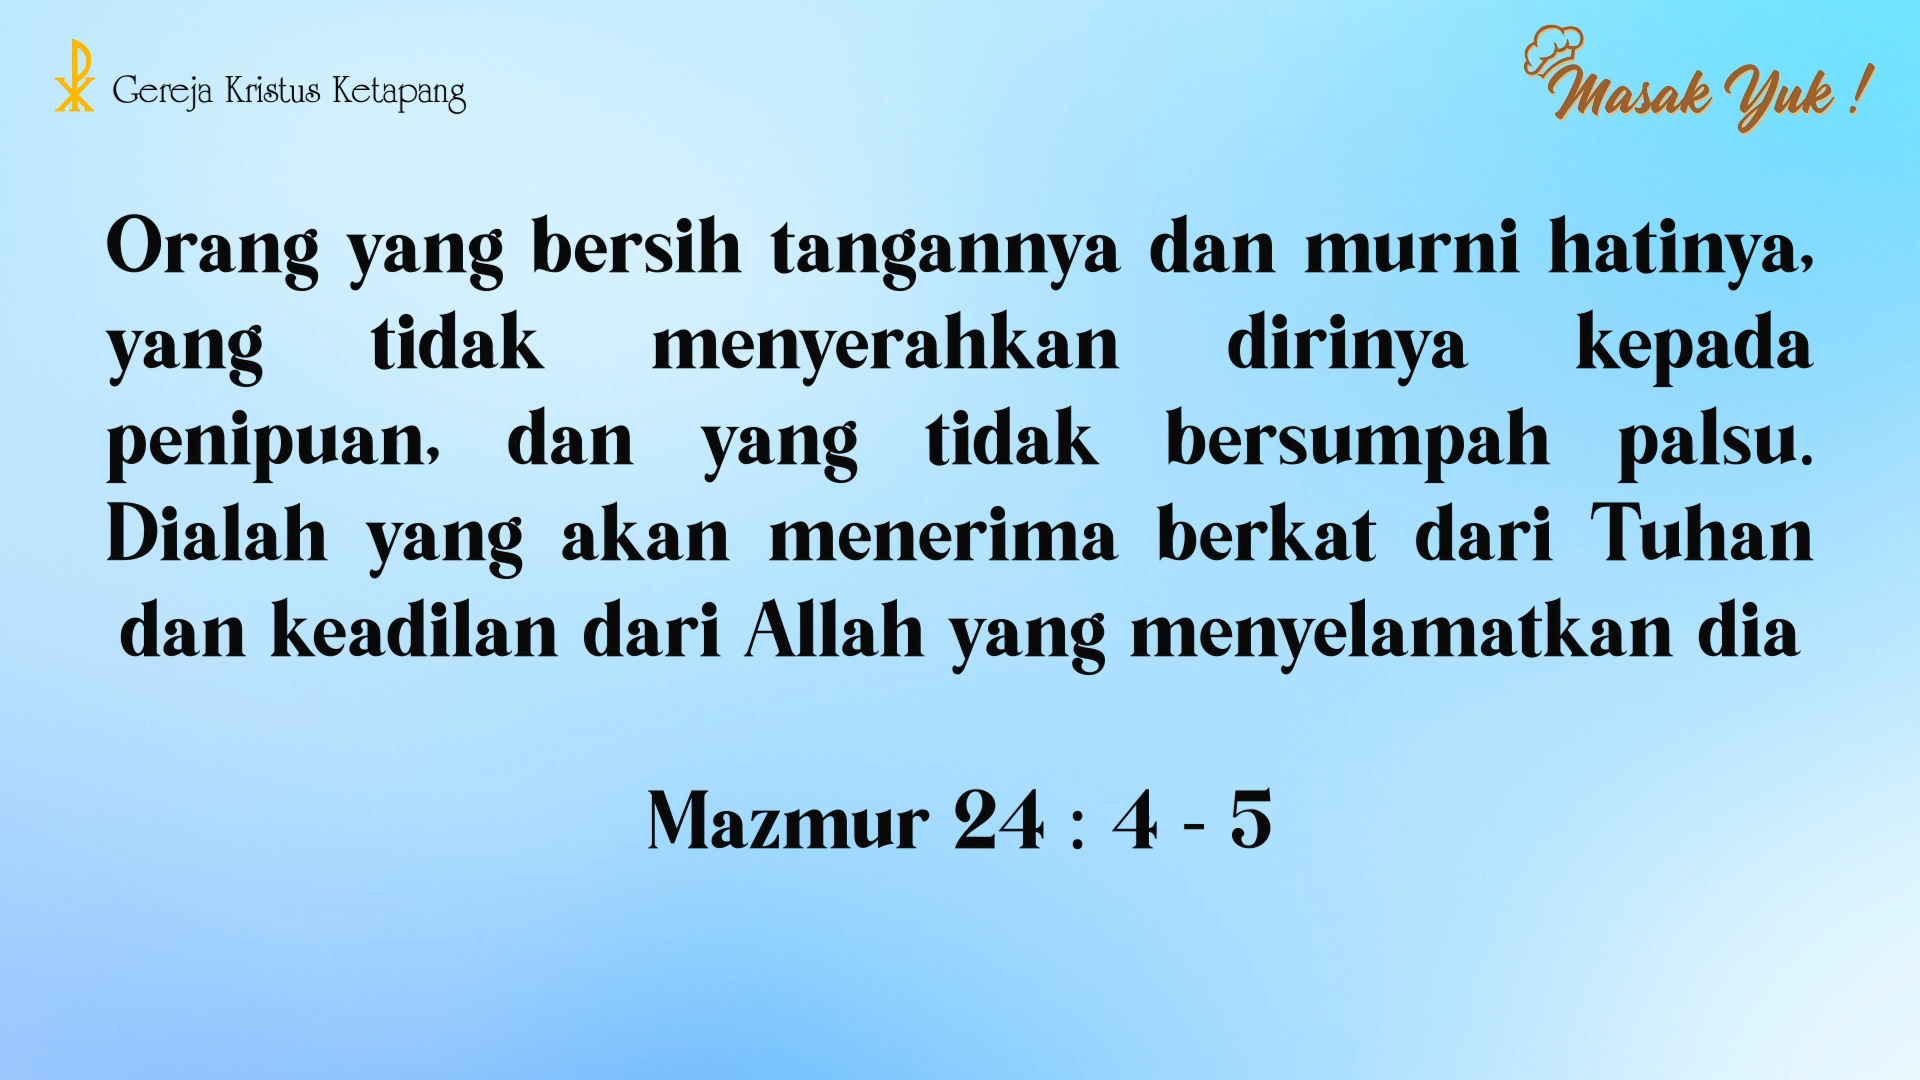 Gereja Kristus Ketapang
Masak Yuk !
Orang yang bersih tangannya dan murni hatinya,
yang tidak menyerahkan dirinya kepada
penipuan, dan yang tidak bersumpah palsu.
Dialah yang akan menerima berkat dari Tuhan
dan keadilan dari Allah yang menyelamatkan dia
Mazmur 24 : 4 - 5